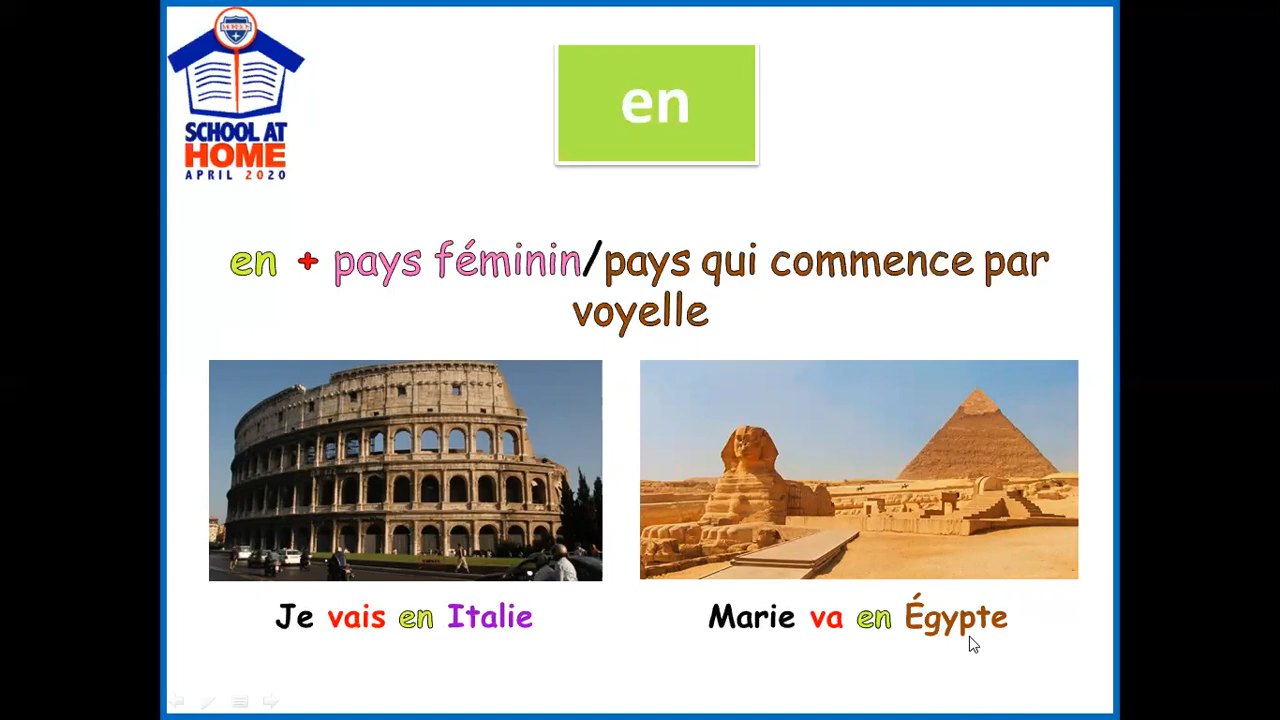 SCHOOL AT
HOME
APRIL 2020
en
en + pays féminin/pays qui commence par
voyelle
Je vais en Italie
Marie va en Égypte